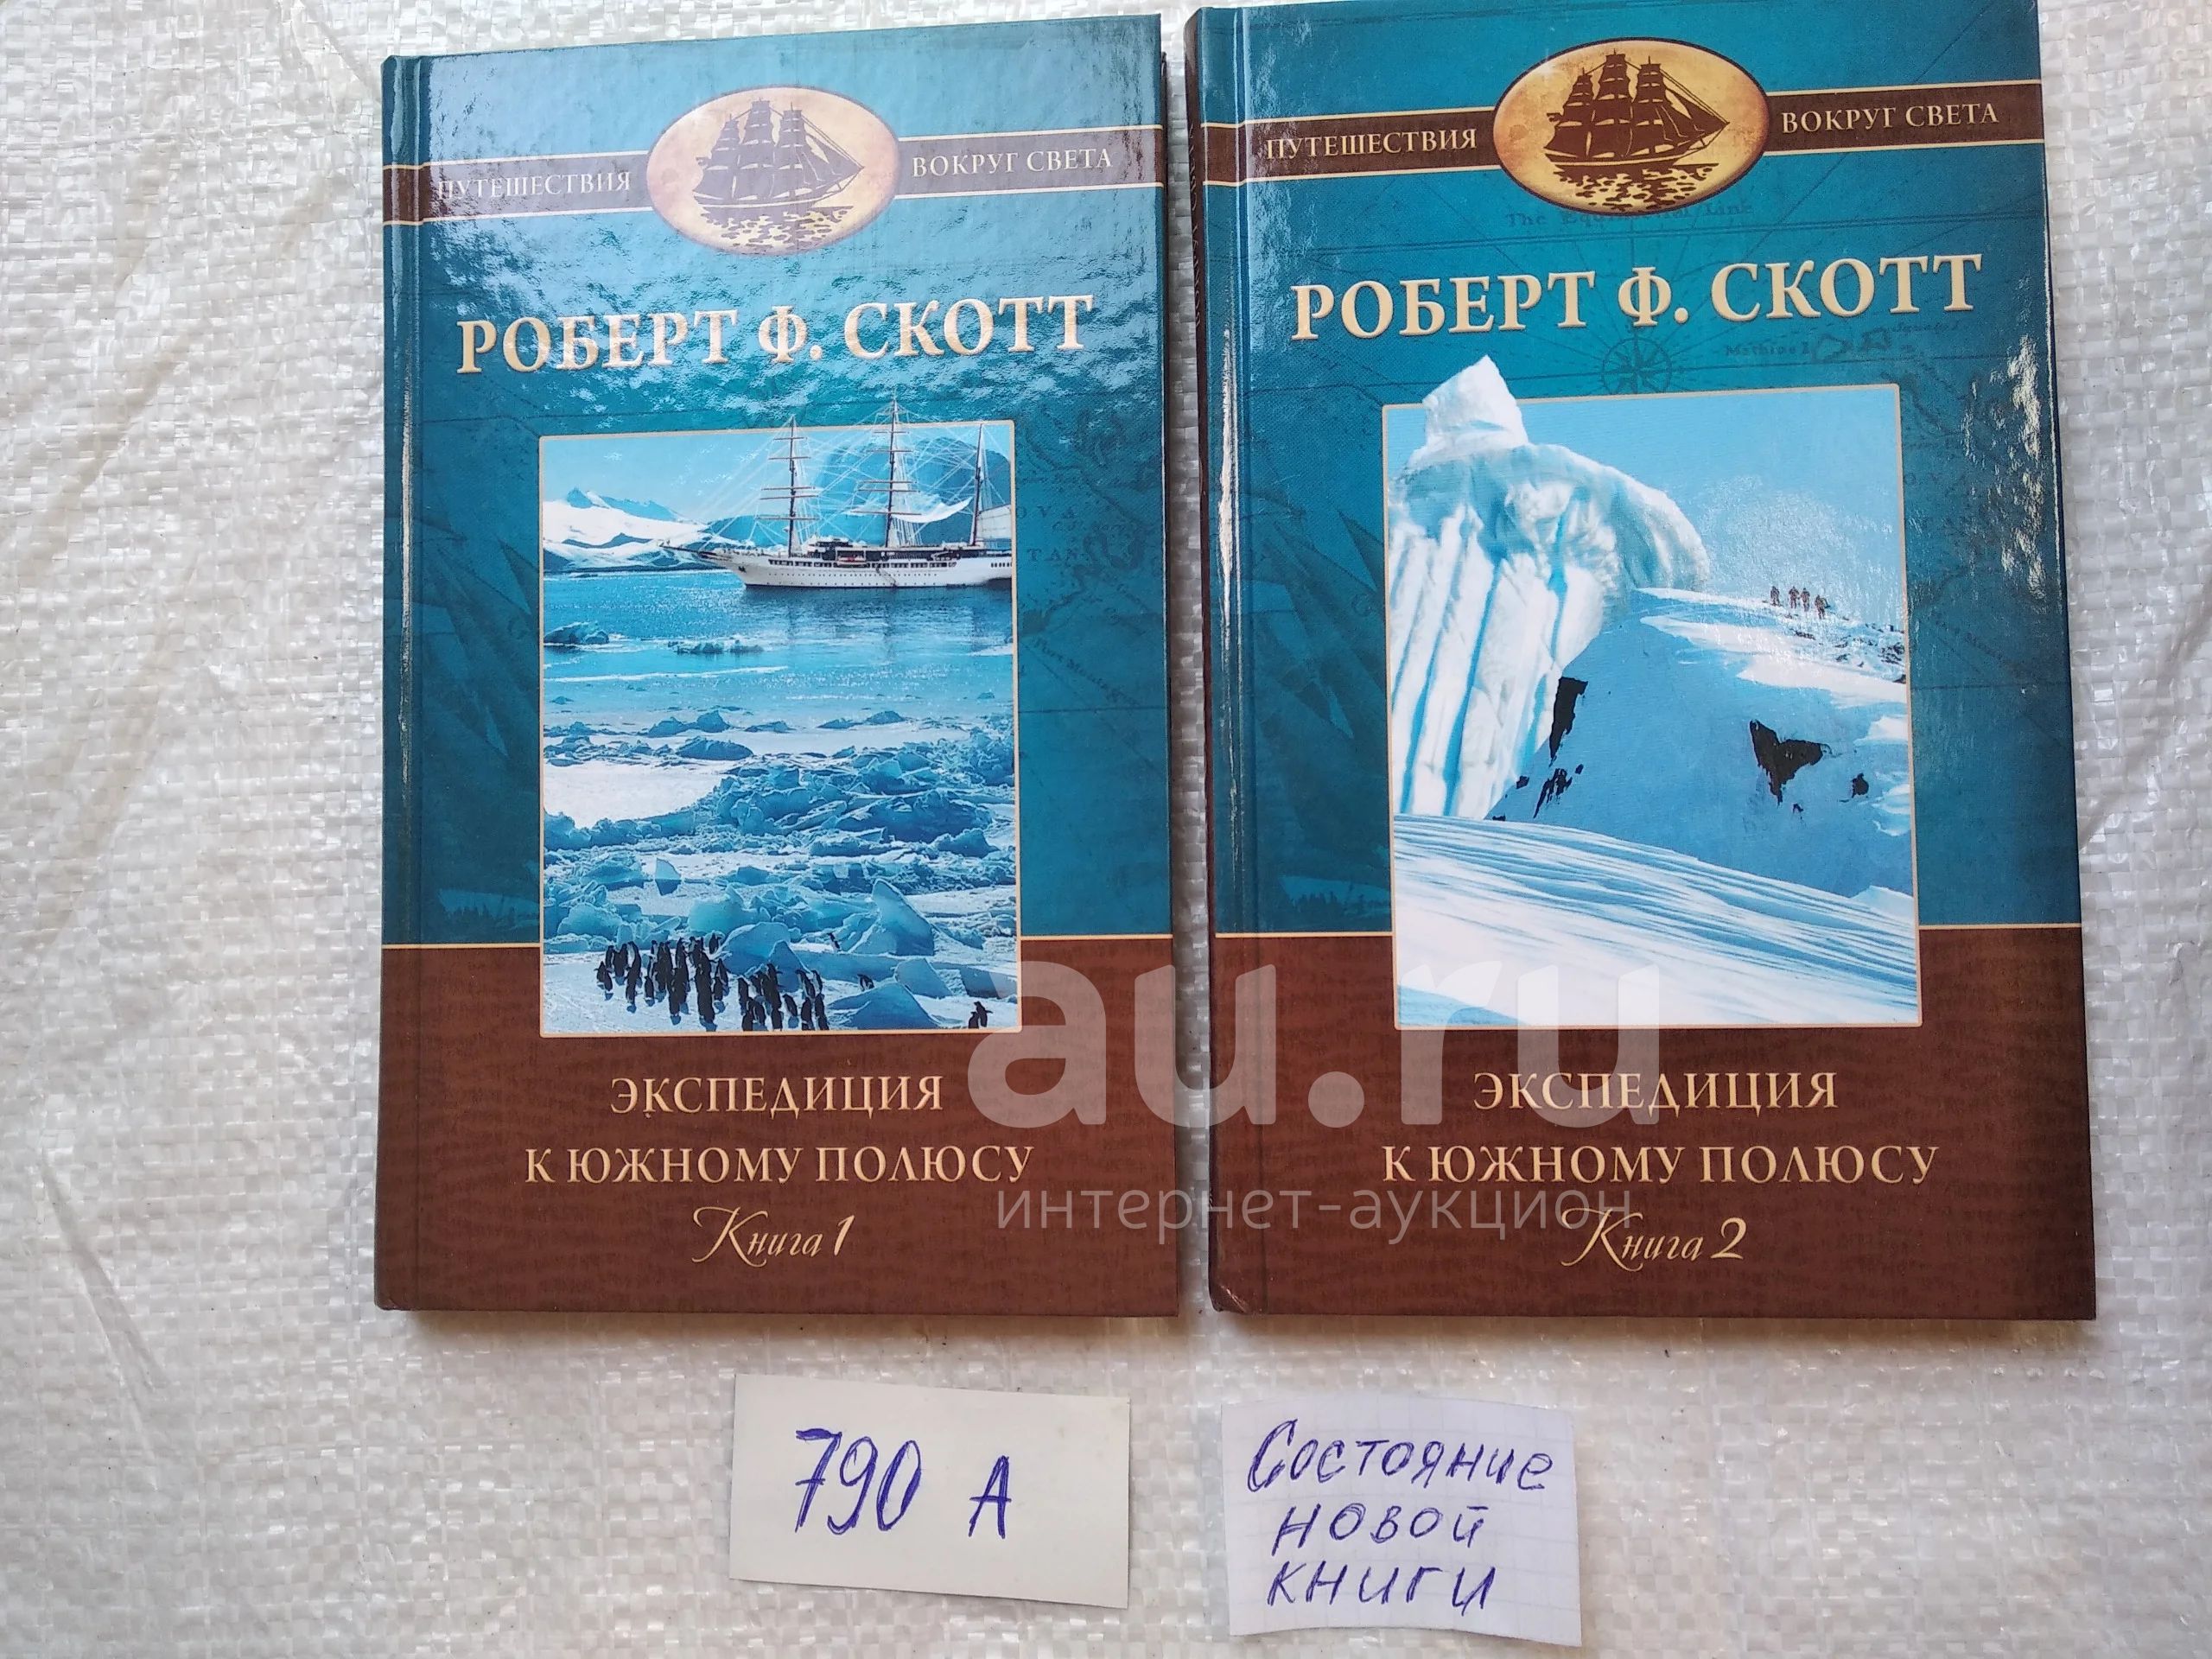 ПУТЕШЕСТВИЯ ВОКРУГ СВЕТА
РОБЕРТ Ф. СКОТТ
ЭКСПЕДИЦИЯ
К ЮЖНОМУ ПОЛЮСУ
Книга 1
ПУТЕШЕСТВИЯ ВОКРУГ СВЕТА
РОБЕРТ Ф. СКОТТ
ЭКСПЕДИЦИЯ
К ЮЖНОМУ ПОЛЮСУ
Книга 2
au.ru
интернет-аукцион
790 А
Состояние
новой
книги